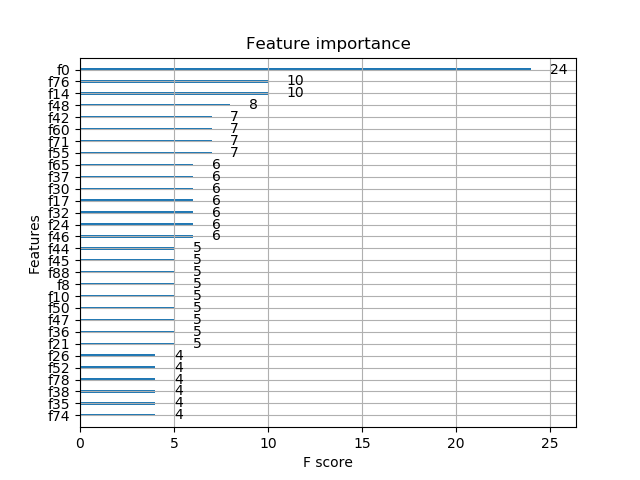 Feature importance
f0 24
f76 10
f14 10
f48 8
f42 7
f60 7
f71 7
f55 7
f65 6
f37 6
f30 6
f17 6
f32 6
f24 6
f46 6
f44 5
f45 5
f88 5
f8 5
f10 5
f50 5
f47 5
f36 5
f21 5
f26 4
f52 4
f78 4
f38 4
f35 4
f74 4
Features
0 5 10 15 20 25
F score